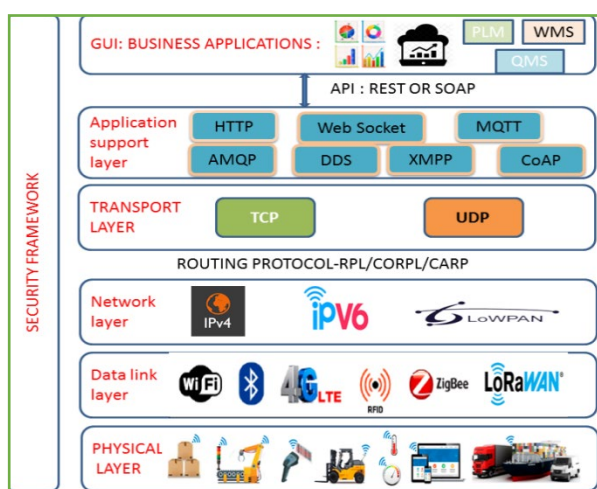 SECURITY FRAMEWORK
GUI: BUSINESS APPLICATIONS :
PLM
WMS
QMS
API : REST OR SOAP
Application
support
layer
HTTP
Web Socket
MQTT
AMQP
DDS
XMPP
CoAP
TRANSPORT
LAYER
TCP
UDP
ROUTING PROTOCOL-RPL/CORPL/CARP
Network
layer
IPv4
iPV6
6LoWPAN
Data link
layer
WiFi
4G LTE
RFID
ZigBee
LoRaWAN
PHYSICAL
LAYER